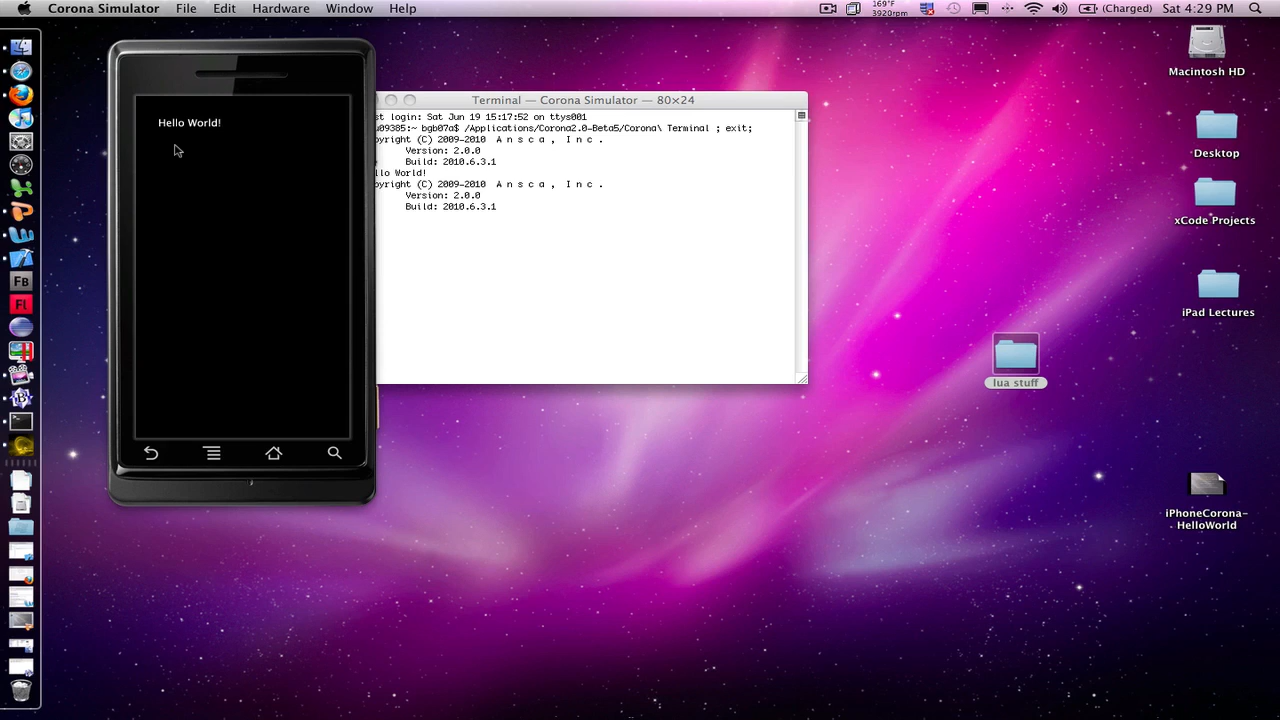 Corona Simulator File Edit Hardware Window Help
169°F
3920rpm
(Charged) Sat 4:29 PM
Macintosh HD
Desktop
xCode Projects
iPad Lectures
lua stuff
iPhoneCorona-
HelloWorld
Hello World!
Terminal — Corona Simulator — 80×24
st login: Sat Jun 19 15:17:52 on ttys001
u09385:~ bgb07a$ /Applications/Corona2.0-Beta5/Corona\ Terminal ; exit;
pyright (C) 2009-2010 A n s c a , I n c .
Version: 2.0.0
Build: 2010.6.3.1
llo World!
pyright (C) 2009-2010 A n s c a , I n c .
Version: 2.0.0
Build: 2010.6.3.1
FB
FL